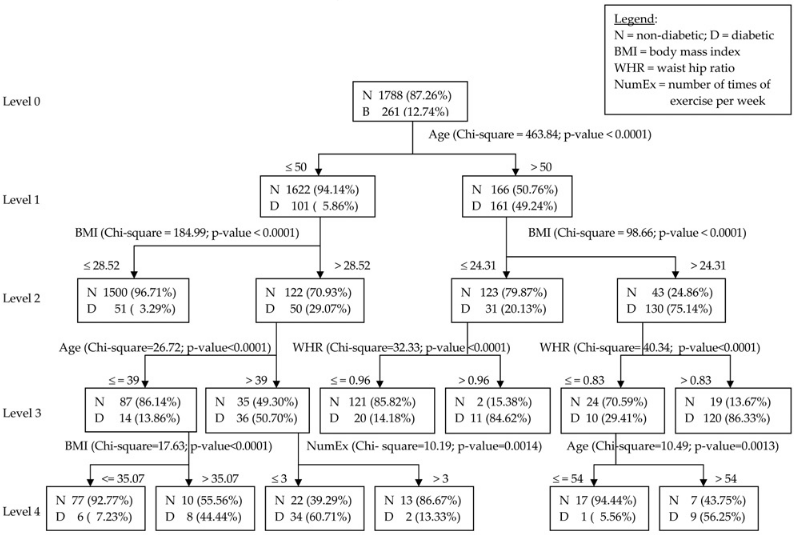 Legend:
N = non-diabetic; D = diabetic
BMI = body mass index
WHR = waist hip ratio
NumEx = number of times of
exercise per week
Level 0
N 1788 (87.26%)
B 261 (12.74%)
Age (Chi-square = 463.84; p-value < 0.0001)
≤ 50
> 50
Level 1
N 1622 (94.14%)
D 101 ( 5.86%)
N 166 (50.76%)
D 161 (49.24%)
BMI (Chi-square = 184.99; p-value < 0.0001)
BMI (Chi-square = 98.66; p-value < 0.0001)
≤ 28.52
> 28.52
≤ 24.31
> 24.31
Level 2
N 1500 (96.71%)
D 51 ( 3.29%)
N 122 (70.93%)
D 50 (29.07%)
N 123 (79.87%)
D 31 (20.13%)
N 43 (24.86%)
D 130 (75.14%)
Age (Chi-square=26.72; p-value<0.0001)
WHR (Chi-square=32.33; p-value <0.0001)
WHR (Chi-square= 40.34; p-value<0.0001)
≤ = 39
> 39
≤ = 0.96
> 0.96
≤ = 0.83
> 0.83
Level 3
N 87 (86.14%)
D 14 (13.86%)
N 35 (49.30%)
D 36 (50.70%)
N 121 (85.82%)
D 20 (14.18%)
N 2 (15.38%)
D 11 (84.62%)
N 24 (70.59%)
D 10 (29.41%)
N 19 (13.67%)
D 120 (86.33%)
BMI (Chi-square=17.63; p-value<0.0001)
NumEx (Chi- square=10.19; p-value=0.0014)
Age (Chi-square=10.49; p-value=0.0013)
<= 35.07
> 35.07
≤ 3
> 3
≤ = 54
> 54
Level 4
N 77 (92.77%)
D 6 ( 7.23%)
N 10 (55.56%)
D 8 (44.44%)
N 22 (39.29%)
D 34 (60.71%)
N 13 (86.67%)
D 2 (13.33%)
N 17 (94.44%)
D 1 ( 5.56%)
N 7 (43.75%)
D 9 (56.25%)